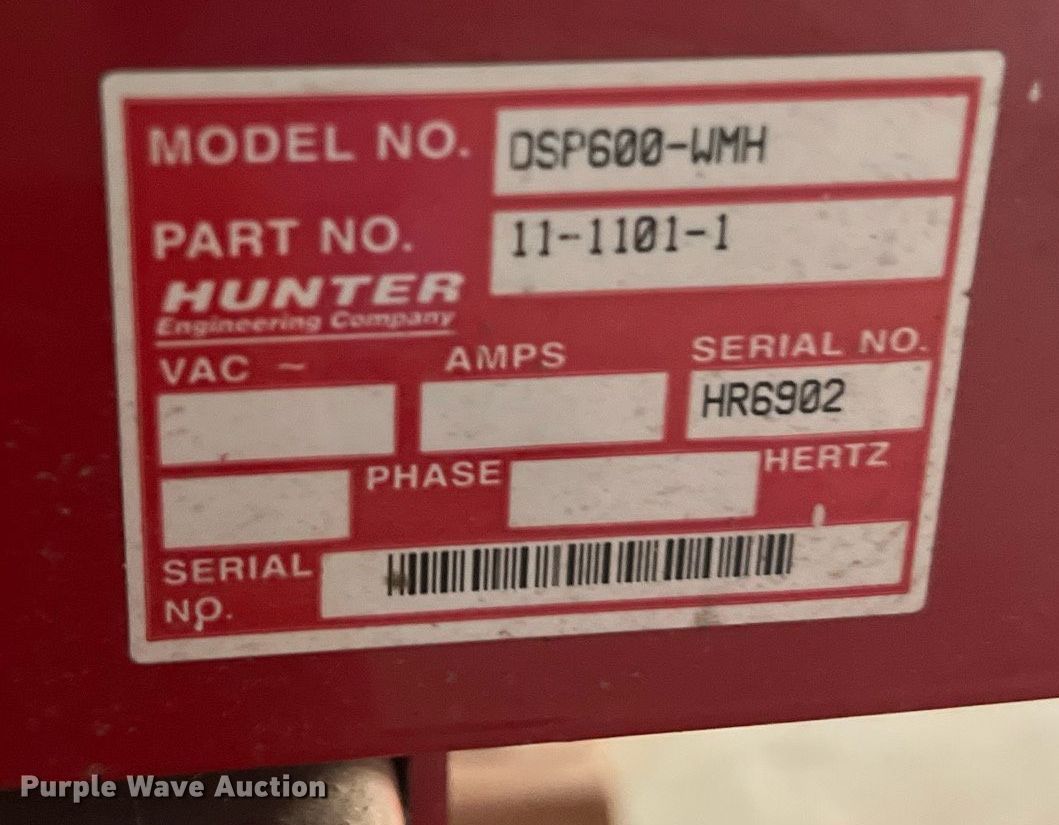 MODEL NO. DSP600-WMH
PART NO. 11-1101-1
HUNTER
Engineering Company
VAC ~ AMPS SERIAL NO.
HR6902
PHASE HERTZ
SERIAL
NO.
Purple Wave Auction